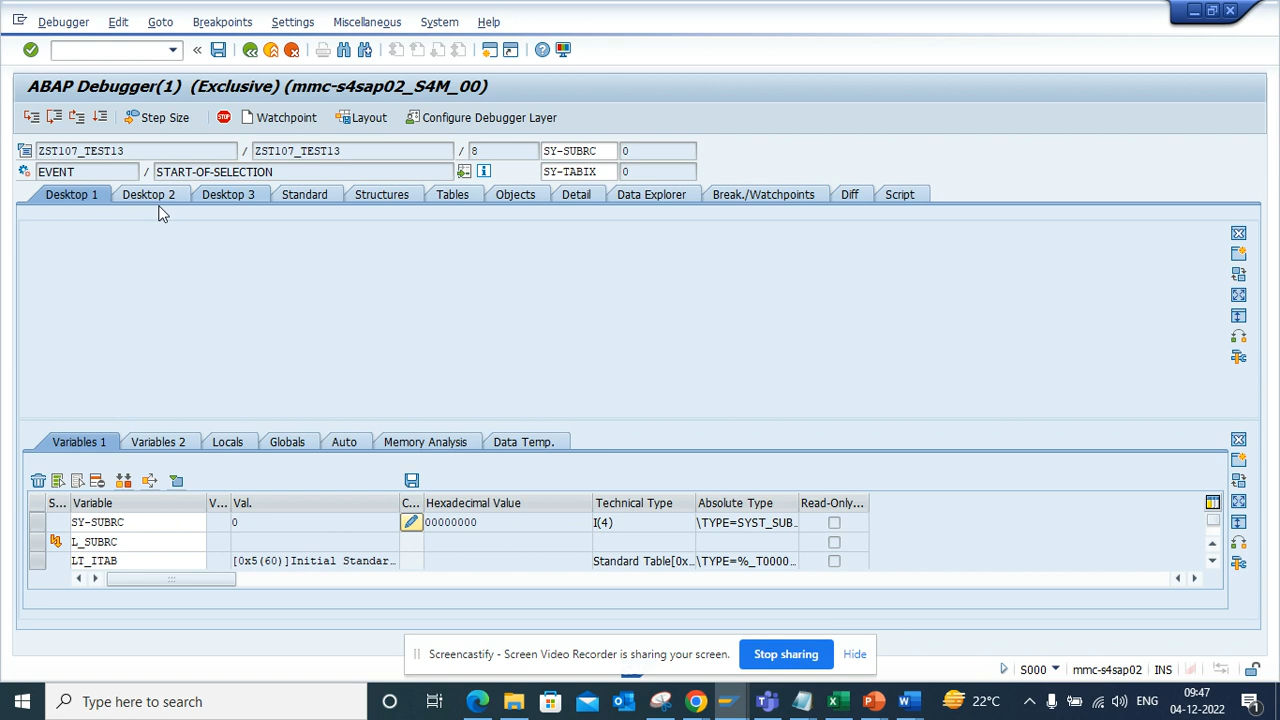 Debugger Edit Goto Breakpoints Settings Miscellaneous System Help
ABAP Debugger(1) (Exclusive) (mmc-s4sap02_S4M_00)
Step Size STOP Watchpoint Layout Configure Debugger Layer
ZST107_TEST13 / ZST107_TEST13 / 8 SY-SUBRC 0
EVENT / START-OF-SELECTION SY-TABIX 0
Desktop 1 Desktop 2 Desktop 3 Standard Structures Tables Objects Detail Data Explorer Break./Watchpoints Diff Script
Variables 1 Variables 2 Locals Globals Auto Memory Analysis Data Temp.
S... Variable V... Val. C... Hexadecimal Value Technical Type Absolute Type Read-Only...
SY-SUBRC 0 00000000 I(4) \TYPE=SYST_SUB...
L_SUBRC
LT_ITAB [0x5(60)]Initial Standar... Standard Table[0x... \TYPE=%_T0000...
Screencastify - Screen Video Recorder is sharing your screen. Stop sharing Hide
S000 mmc-s4sap02 INS
Type here to search 22°C ENG 09:47
04-12-2022 1